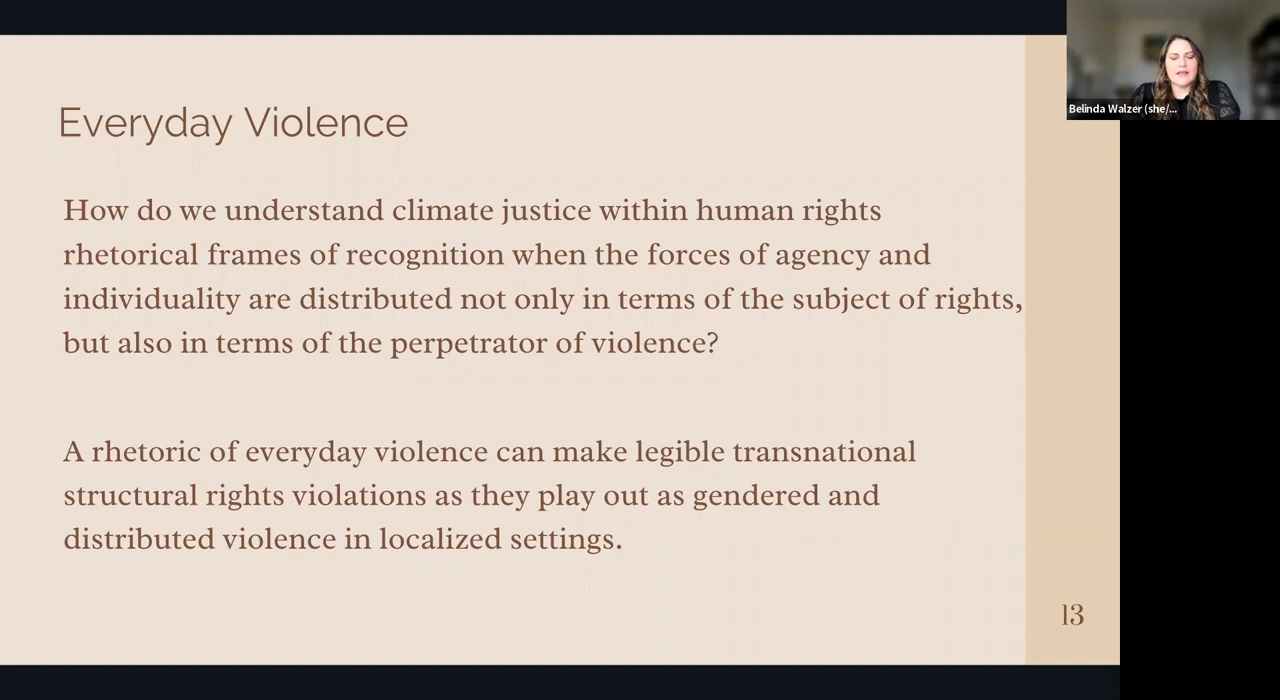 Everyday Violence
How do we understand climate justice within human rights
rhetorical frames of recognition when the forces of agency and
individuality are distributed not only in terms of the subject of rights,
but also in terms of the perpetrator of violence?
A rhetoric of everyday violence can make legible transnational
structural rights violations as they play out as gendered and
distributed violence in localized settings.
13
Belinda Walzer (she/...